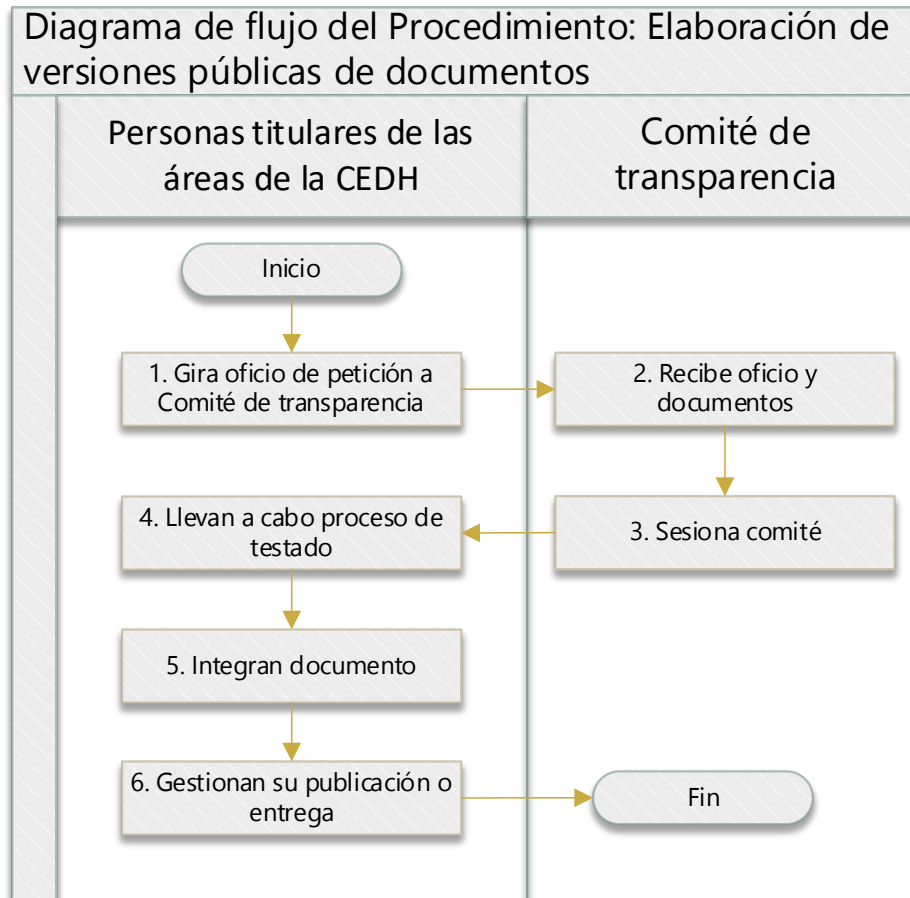 Diagrama de flujo del Procedimiento: Elaboración de
versiones públicas de documentos
Personas titulares de las
áreas de la CEDH
Comité de
transparencia
Inicio
1. Gira oficio de petición a
Comité de transparencia
2. Recibe oficio y
documentos
3. Sesiona comité
4. Llevan a cabo proceso de
testado
5. Integran documento
6. Gestionan su publicación o
entrega
Fin